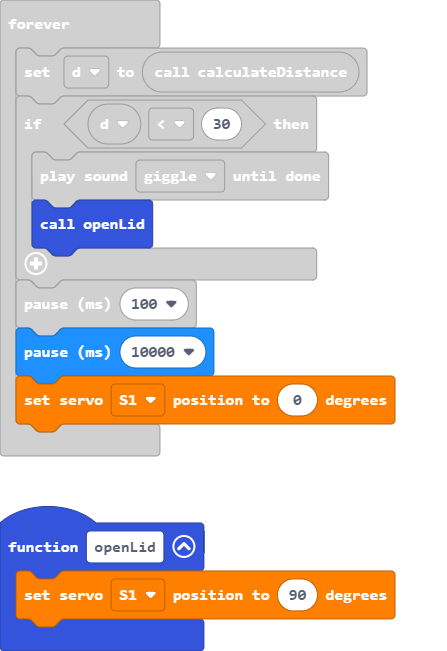 forever
set d to call calculateDistance
if d < 30 then
play sound giggle until done
call openLid
pause (ms) 100
pause (ms) 10000
set servo S1 position to 0 degrees
function openLid
set servo S1 position to 90 degrees